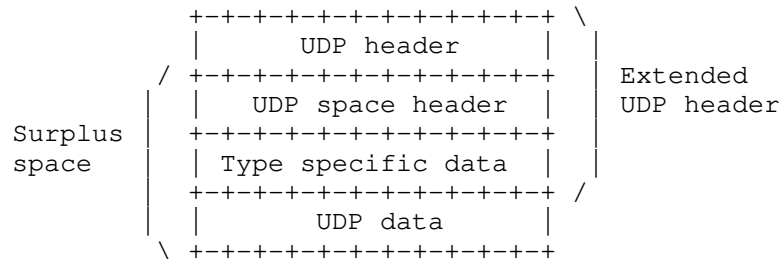 +-+-+-+-+-+-+-+-+-+-+-+ \
|       UDP header      |  |
/ +-+-+-+-+-+-+-+-+-+-+-+  | Extended
|  |    UDP space header   |  | UDP header
Surplus |  +-+-+-+-+-+-+-+-+-+-+-+  |
space   |  |  Type specific data   |  |
|  +-+-+-+-+-+-+-+-+-+-+-+ /
|  |        UDP data       |
\ +-+-+-+-+-+-+-+-+-+-+-+